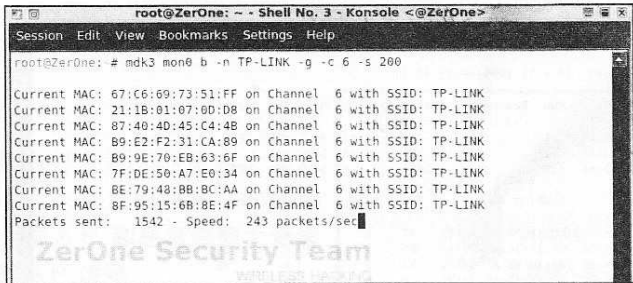 root@ZerOne: ~ - Shell No. 3 - Konsole <@ZerOne>
Session Edit View Bookmarks Settings Help
root@ZerOne: # mdk3 mon0 b -n TP-LINK -g -c 6 -s 200
Current MAC: 67:C6:69:73:51:FF on Channel 6 with SSID: TP-LINK
Current MAC: 21:1B:01:07:0D:D8 on Channel 6 with SSID: TP-LINK
Current MAC: 87:40:4D:45:C4:4B on Channel 6 with SSID: TP-LINK
Current MAC: B9:E2:F2:31:CA:89 on Channel 6 with SSID: TP-LINK
Current MAC: B9:9E:70:EB:63:6F on Channel 6 with SSID: TP-LINK
Current MAC: 7F:DE:50:A7:E0:34 on Channel 6 with SSID: TP-LINK
Current MAC: BE:79:48:BB:BC:AA on Channel 6 with SSID: TP-LINK
Current MAC: 8F:95:15:6B:8E:4F on Channel 6 with SSID: TP-LINK
Packets sent: 1542 - Speed: 243 packets/sec
ZerOne Security Team
WIRELESS HACKING